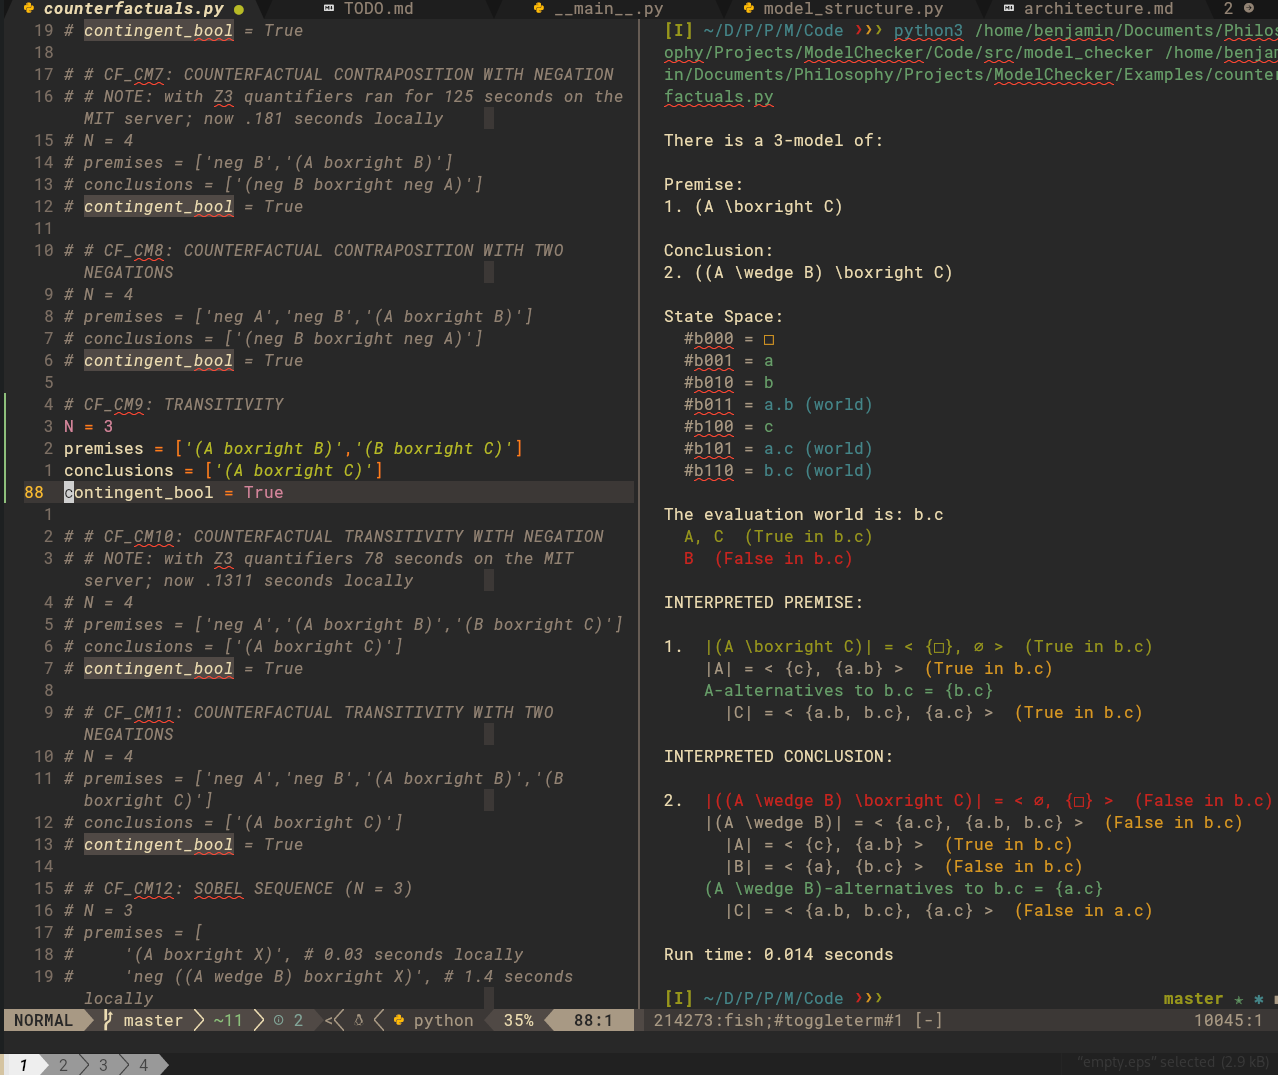 counterfactuals.py TODO.md __main__.py model_structure.py architecture.md 2
19 # contingent_bool = True
18
17 # # CF_CM7: COUNTERFACTUAL CONTRAPOSITION WITH NEGATION
16 # # NOTE: with Z3 quantifiers ran for 125 seconds on the
MIT server; now .181 seconds locally
15 # N = 4
14 # premises = ['neg B','(A boxright B)']
13 # conclusions = ['(neg B boxright neg A)']
12 # contingent_bool = True
11
10 # # CF_CM8: COUNTERFACTUAL CONTRAPOSITION WITH TWO
NEGATIONS
9 # N = 4
8 # premises = ['neg A','neg B','(A boxright B)']
7 # conclusions = ['(neg B boxright neg A)']
6 # contingent_bool = True
5
4 # CF_CM9: TRANSITIVITY
3 N = 3
2 premises = ['(A boxright B)','(B boxright C)']
1 conclusions = ['(A boxright C)']
88 contingent_bool = True
1
2 # # CF_CM10: COUNTERFACTUAL TRANSITIVITY WITH NEGATION
3 # # NOTE: with Z3 quantifiers 78 seconds on the MIT
server; now .1311 seconds locally
4 # N = 4
5 # premises = ['neg A','(A boxright B)','(B boxright C)']
6 # conclusions = ['(A boxright C)']
7 # contingent_bool = True
8
9 # # CF_CM11: COUNTERFACTUAL TRANSITIVITY WITH TWO
NEGATIONS
10 # N = 4
11 # premises = ['neg A','neg B','(A boxright B)','(B
boxright C)']
12 # conclusions = ['(A boxright C)']
13 # contingent_bool = True
14
15 # # CF_CM12: SOBEL SEQUENCE (N = 3)
16 # N = 3
17 # premises = [
18 #     '(A boxright X)', # 0.03 seconds locally
19 #     'neg ((A wedge B) boxright X)', # 1.4 seconds
locally
NORMAL master ~11 2 < python 35% 88:1
[I] ~/D/P/P/M/Code ❯❯❯ python3 /home/benjamin/Documents/Philos
ophy/Projects/ModelChecker/Code/src/model_checker /home/benjam
in/Documents/Philosophy/Projects/ModelChecker/Examples/counter
factuals.py
There is a 3-model of:
Premise:
1. (A \boxright C)
Conclusion:
2. ((A \wedge B) \boxright C)
State Space:
#b000 = □
#b001 = a
#b010 = b
#b011 = a.b (world)
#b100 = c
#b101 = a.c (world)
#b110 = b.c (world)
The evaluation world is: b.c
A, C  (True in b.c)
B  (False in b.c)
INTERPRETED PREMISE:
1.  |(A \boxright C)| = < {□}, ∅ >  (True in b.c)
|A| = < {c}, {a.b} >  (True in b.c)
A-alternatives to b.c = {b.c}
|C| = < {a.b, b.c}, {a.c} >  (True in b.c)
INTERPRETED CONCLUSION:
2.  |((A \wedge B) \boxright C)| = < ∅, {□} >  (False in b.c)
|(A \wedge B)| = < {a.c}, {a.b, b.c} >  (False in b.c)
|A| = < {c}, {a.b} >  (True in b.c)
|B| = < {a}, {b.c} >  (False in b.c)
(A \wedge B)-alternatives to b.c = {a.c}
|C| = < {a.b, b.c}, {a.c} >  (False in a.c)
Run time: 0.014 seconds
[I] ~/D/P/P/M/Code ❯❯❯ master ★ ✱
214273:fish;#toggleterm#1 [-] 10045:1
1 2 3 4
"empty.eps" selected (2.9 kB)